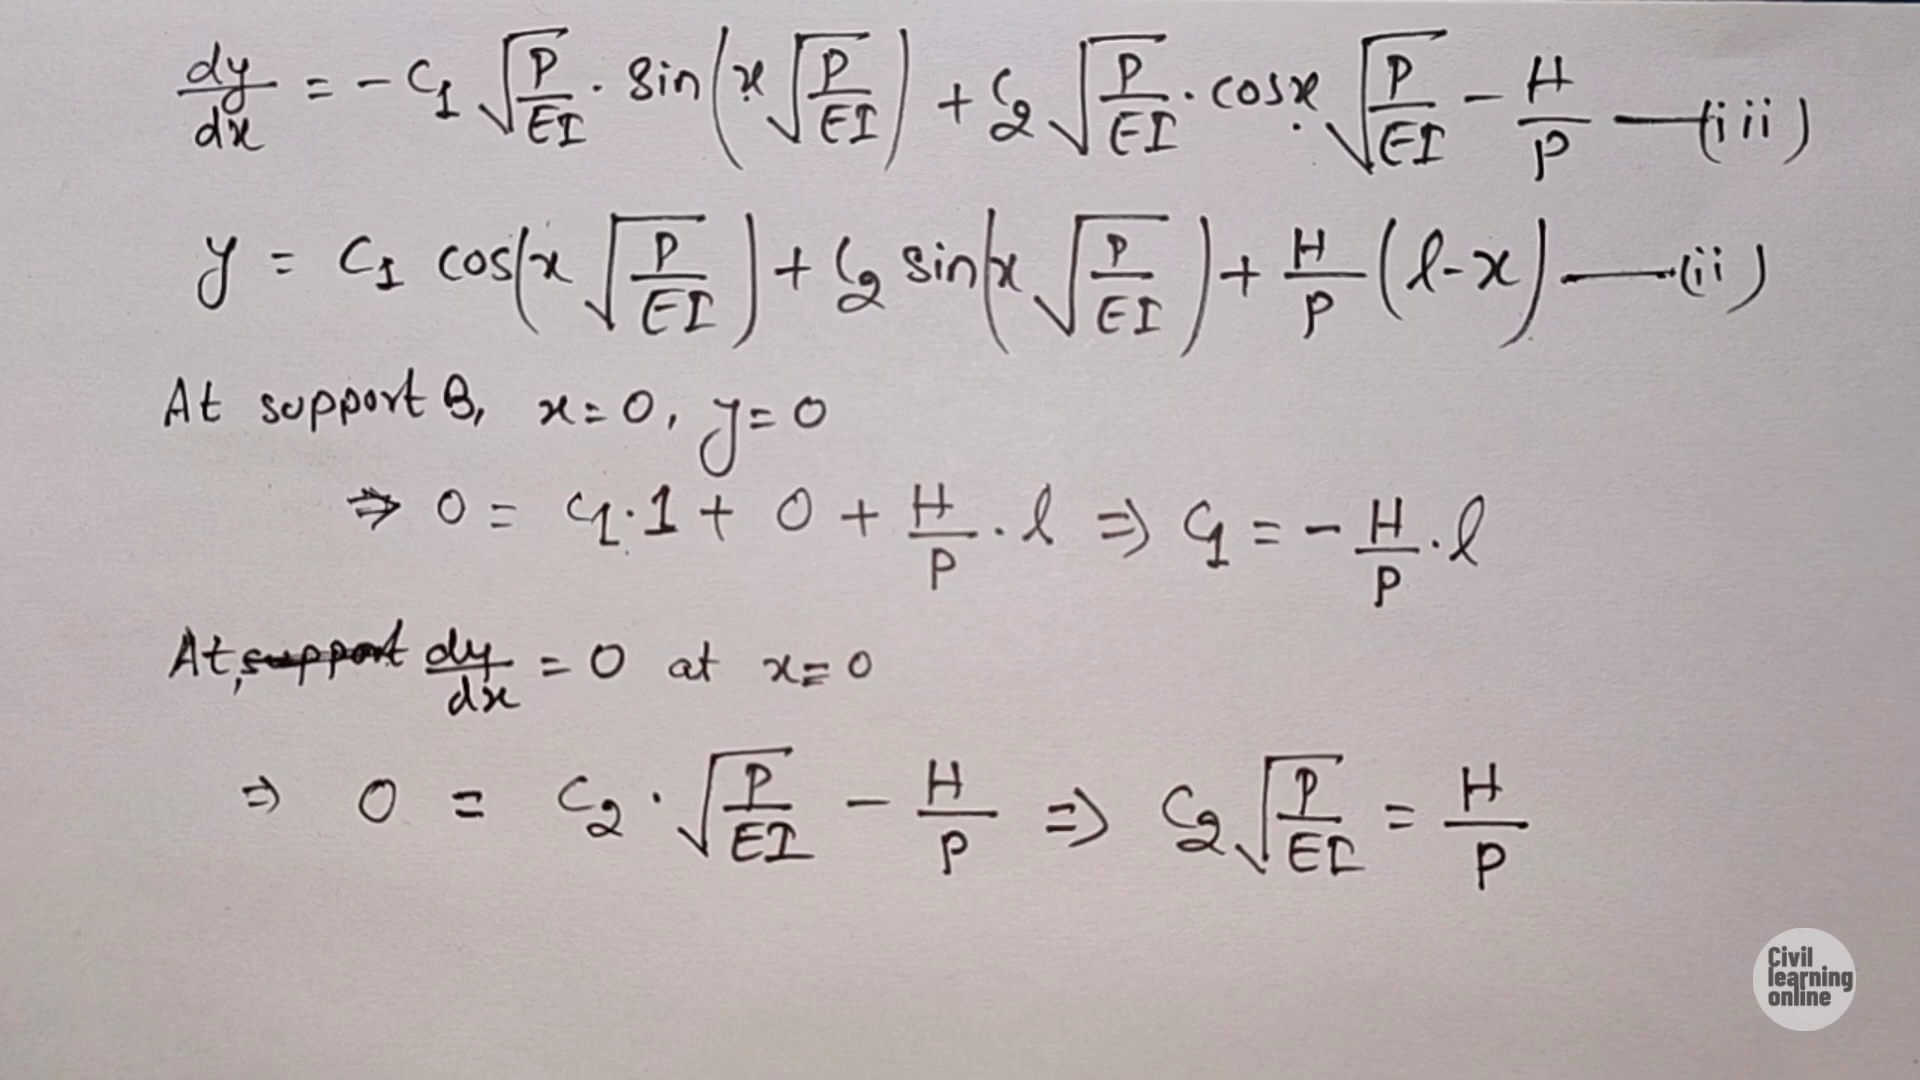 dy/dx = -C₁ √(P/EI) · sin(x √(P/EI)) + C₂ √(P/EI) · cosx √(P/EI) - H/P —(iii)
y = C₁ cos(x √(P/EI)) + C₂ sin(x √(P/EI)) + H/P (l-x) —(ii)
At support B, x=0, y=0
⇒ 0 = C₁·1 + 0 + H/P · l ⇒ C₁ = - H/P · l
At, support dy/dx = 0 at x=0
⇒ 0 = C₂ · √(P/EI) - H/P ⇒ C₂ √(P/EI) = H/P
Civil
learning
online